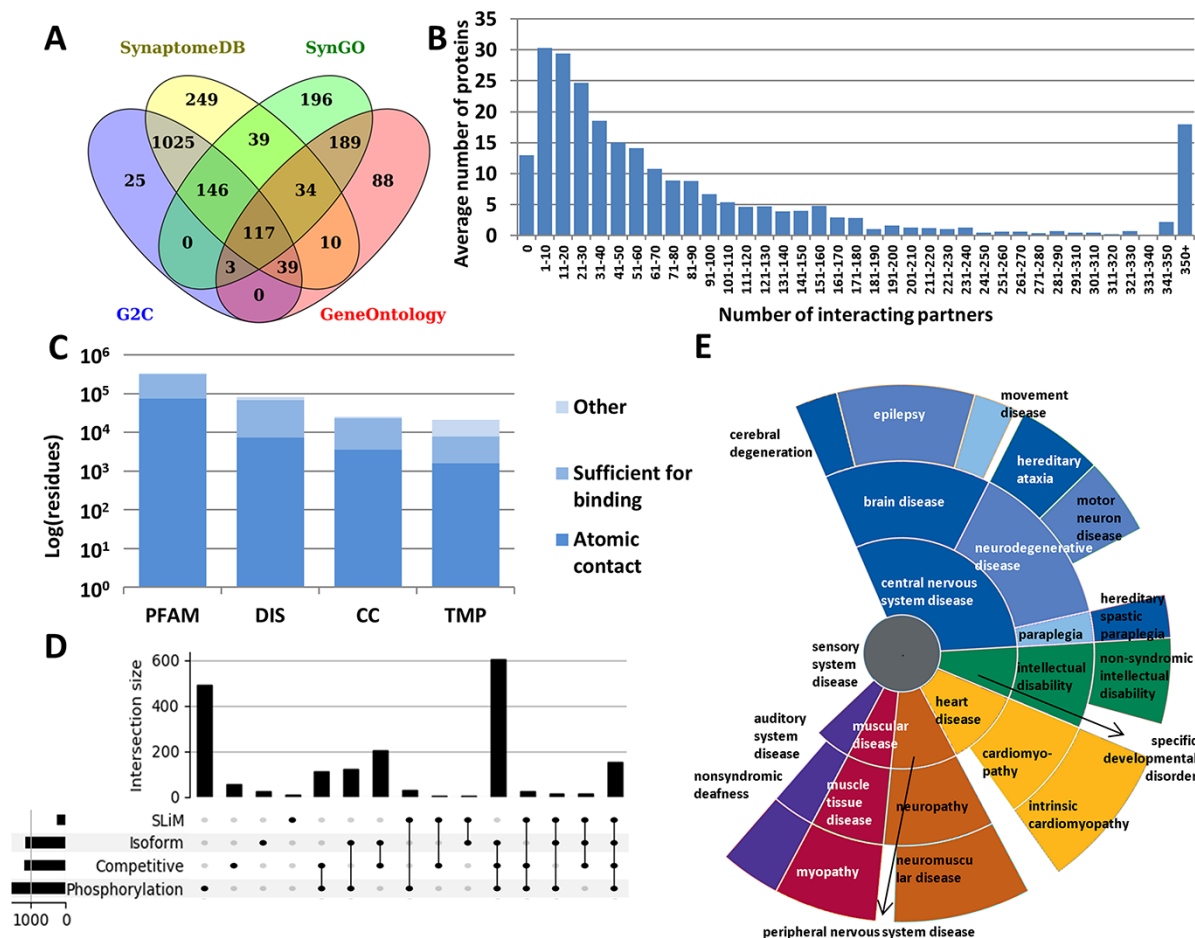 A
SynaptomeDB
SynGO
249
196
1025
39
189
25
146
34
88
0
117
10
3
39
0
G2C
GeneOntology
B
Average number of proteins
35
30
25
20
15
10
5
0
0
1-10
11-20
21-30
31-40
41-50
51-60
61-70
71-80
81-90
91-100
101-110
111-120
121-130
131-140
141-150
151-160
161-170
171-180
181-190
191-200
201-210
211-220
221-230
231-240
241-250
251-260
261-270
271-280
281-290
291-300
301-310
311-320
321-330
331-340
341-350
350+
Number of interacting partners
C
Log(residues)
10⁶
10⁵
10⁴
10³
10²
10¹
10⁰
PFAM
DIS
CC
TMP
Other
Sufficient for
binding
Atomic
contact
D
Intersection size
600
400
200
0
SLiM
Isoform
Competitive
Phosphorylation
1000
0
E
cerebral
degeneration
epilepsy
movement
disease
hereditary
ataxia
motor
neuron
disease
brain disease
neurodegenerative
disease
central nervous
system disease
paraplegia
hereditary
spastic
paraplegia
sensory
system
disease
intellectual
disability
non-syndromic
intellectual
disability
heart
disease
specific
developmental
disorder
auditory
system
disease
muscular
disease
cardiomyo-
pathy
intrinsic
cardiomyopathy
nonsyndromic
deafness
muscle
tissue
disease
neuropathy
myopathy
neuromuscu
lar disease
peripheral nervous system disease